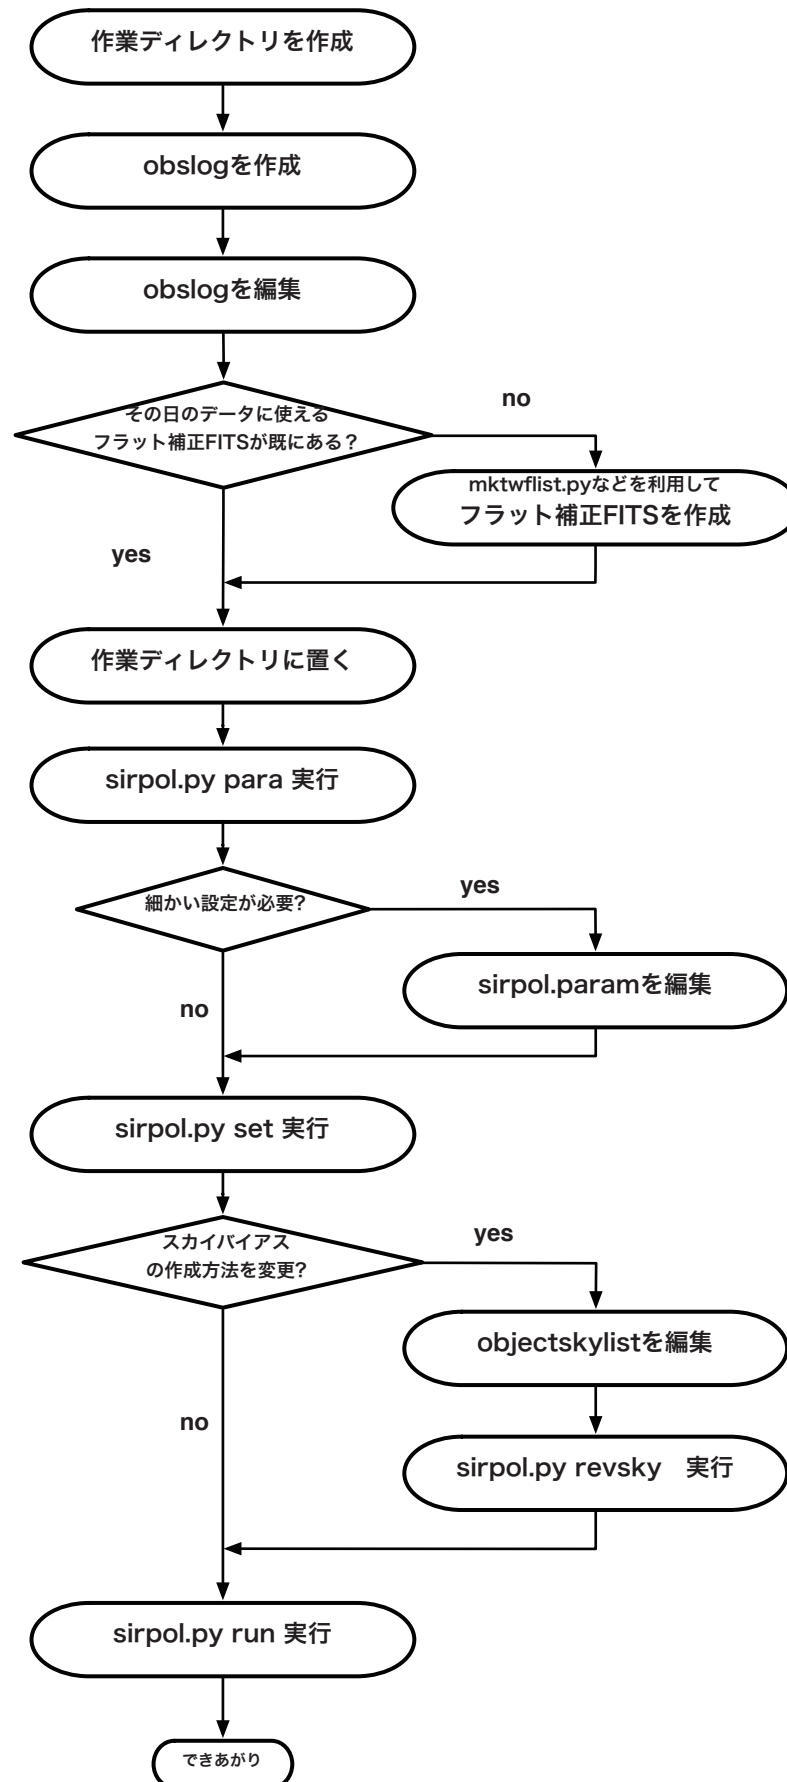 作業ディレクトリを作成
obslogを作成
obslogを編集
その日のデータに使える
フラット補正FITSが既にある？
no
mktwflist.pyなどを利用して
フラット補正FITSを作成
yes
作業ディレクトリに置く
sirpol.py para 実行
細かい設定が必要?
yes
sirpol.paramを編集
no
sirpol.py set 実行
スカイバイアス
の作成方法を変更?
yes
objectskylistを編集
no
sirpol.py revsky　実行
sirpol.py run 実行
できあがり